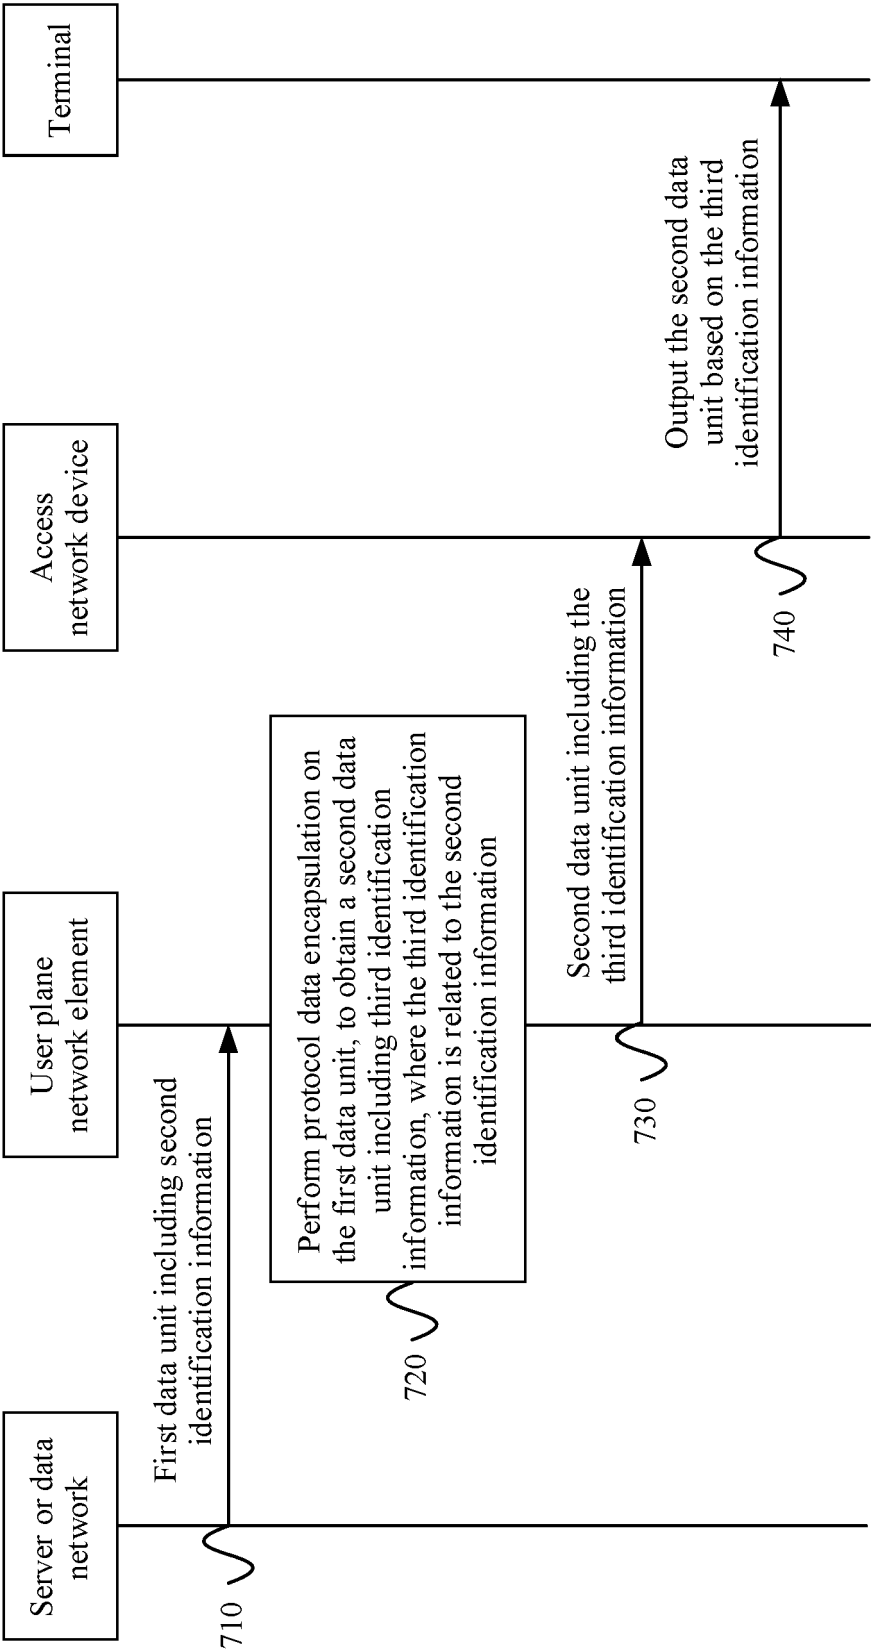 Server or data
network
User plane
network element
Access
network device
Terminal
First data unit including second
identification information
710
Perform protocol data encapsulation on
the first data unit, to obtain a second data
unit including third identification
information, where the third identification
information is related to the second
identification information
720
Second data unit including the
third identification information
730
Output the second data
unit based on the third
identification information
740